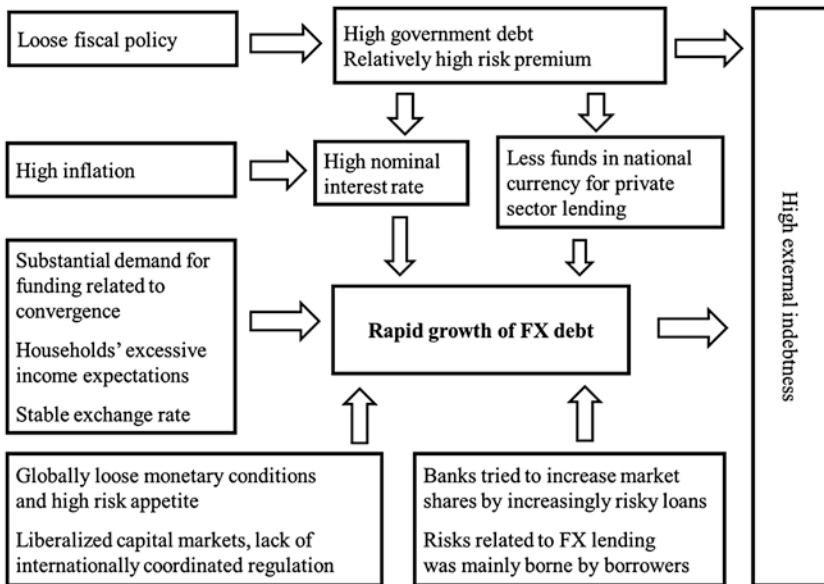 Loose fiscal policy
High government debt
Relatively high risk premium
High inflation
High nominal
interest rate
Less funds in national
currency for private
sector lending
Substantial demand for
funding related to
convergence
Households’ excessive
income expectations
Stable exchange rate
Rapid growth of FX debt
Globally loose monetary conditions
and high risk appetite
Liberalized capital markets, lack of
internationally coordinated regulation
Banks tried to increase market
shares by increasingly risky loans
Risks related to FX lending
was mainly borne by borrowers
High external indebtness